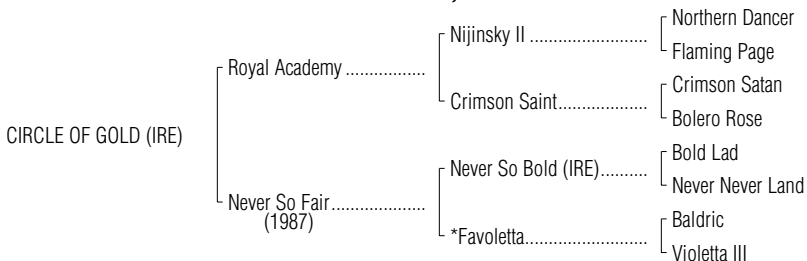 Northern Dancer
Nijinsky II ........................
Flaming Page
Royal Academy .................
Crimson Satan
Crimson Saint..................
Bolero Rose
CIRCLE OF GOLD (IRE)
Bold Lad
Never So Bold (IRE)..........
Never Never Land
Never So Fair....................
(1987)
Baldric
*Favoletta.........................
Violetta III